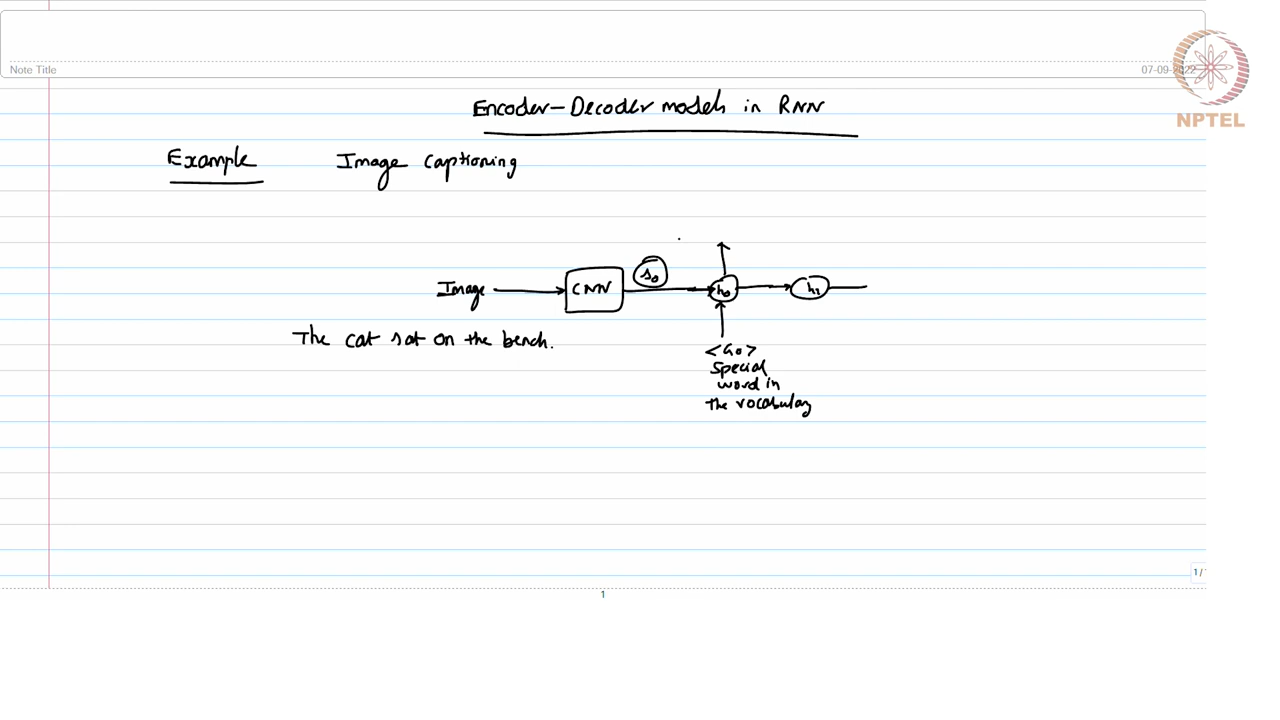 Note Title
07-09-2022
NPTEL
Encoder-Decoder models in RNN
Example Image captioning
s0
Image CNN h0 h1
The cat sat on the bench.
<Go>
Special
word in
the vocabulary
1/1
1